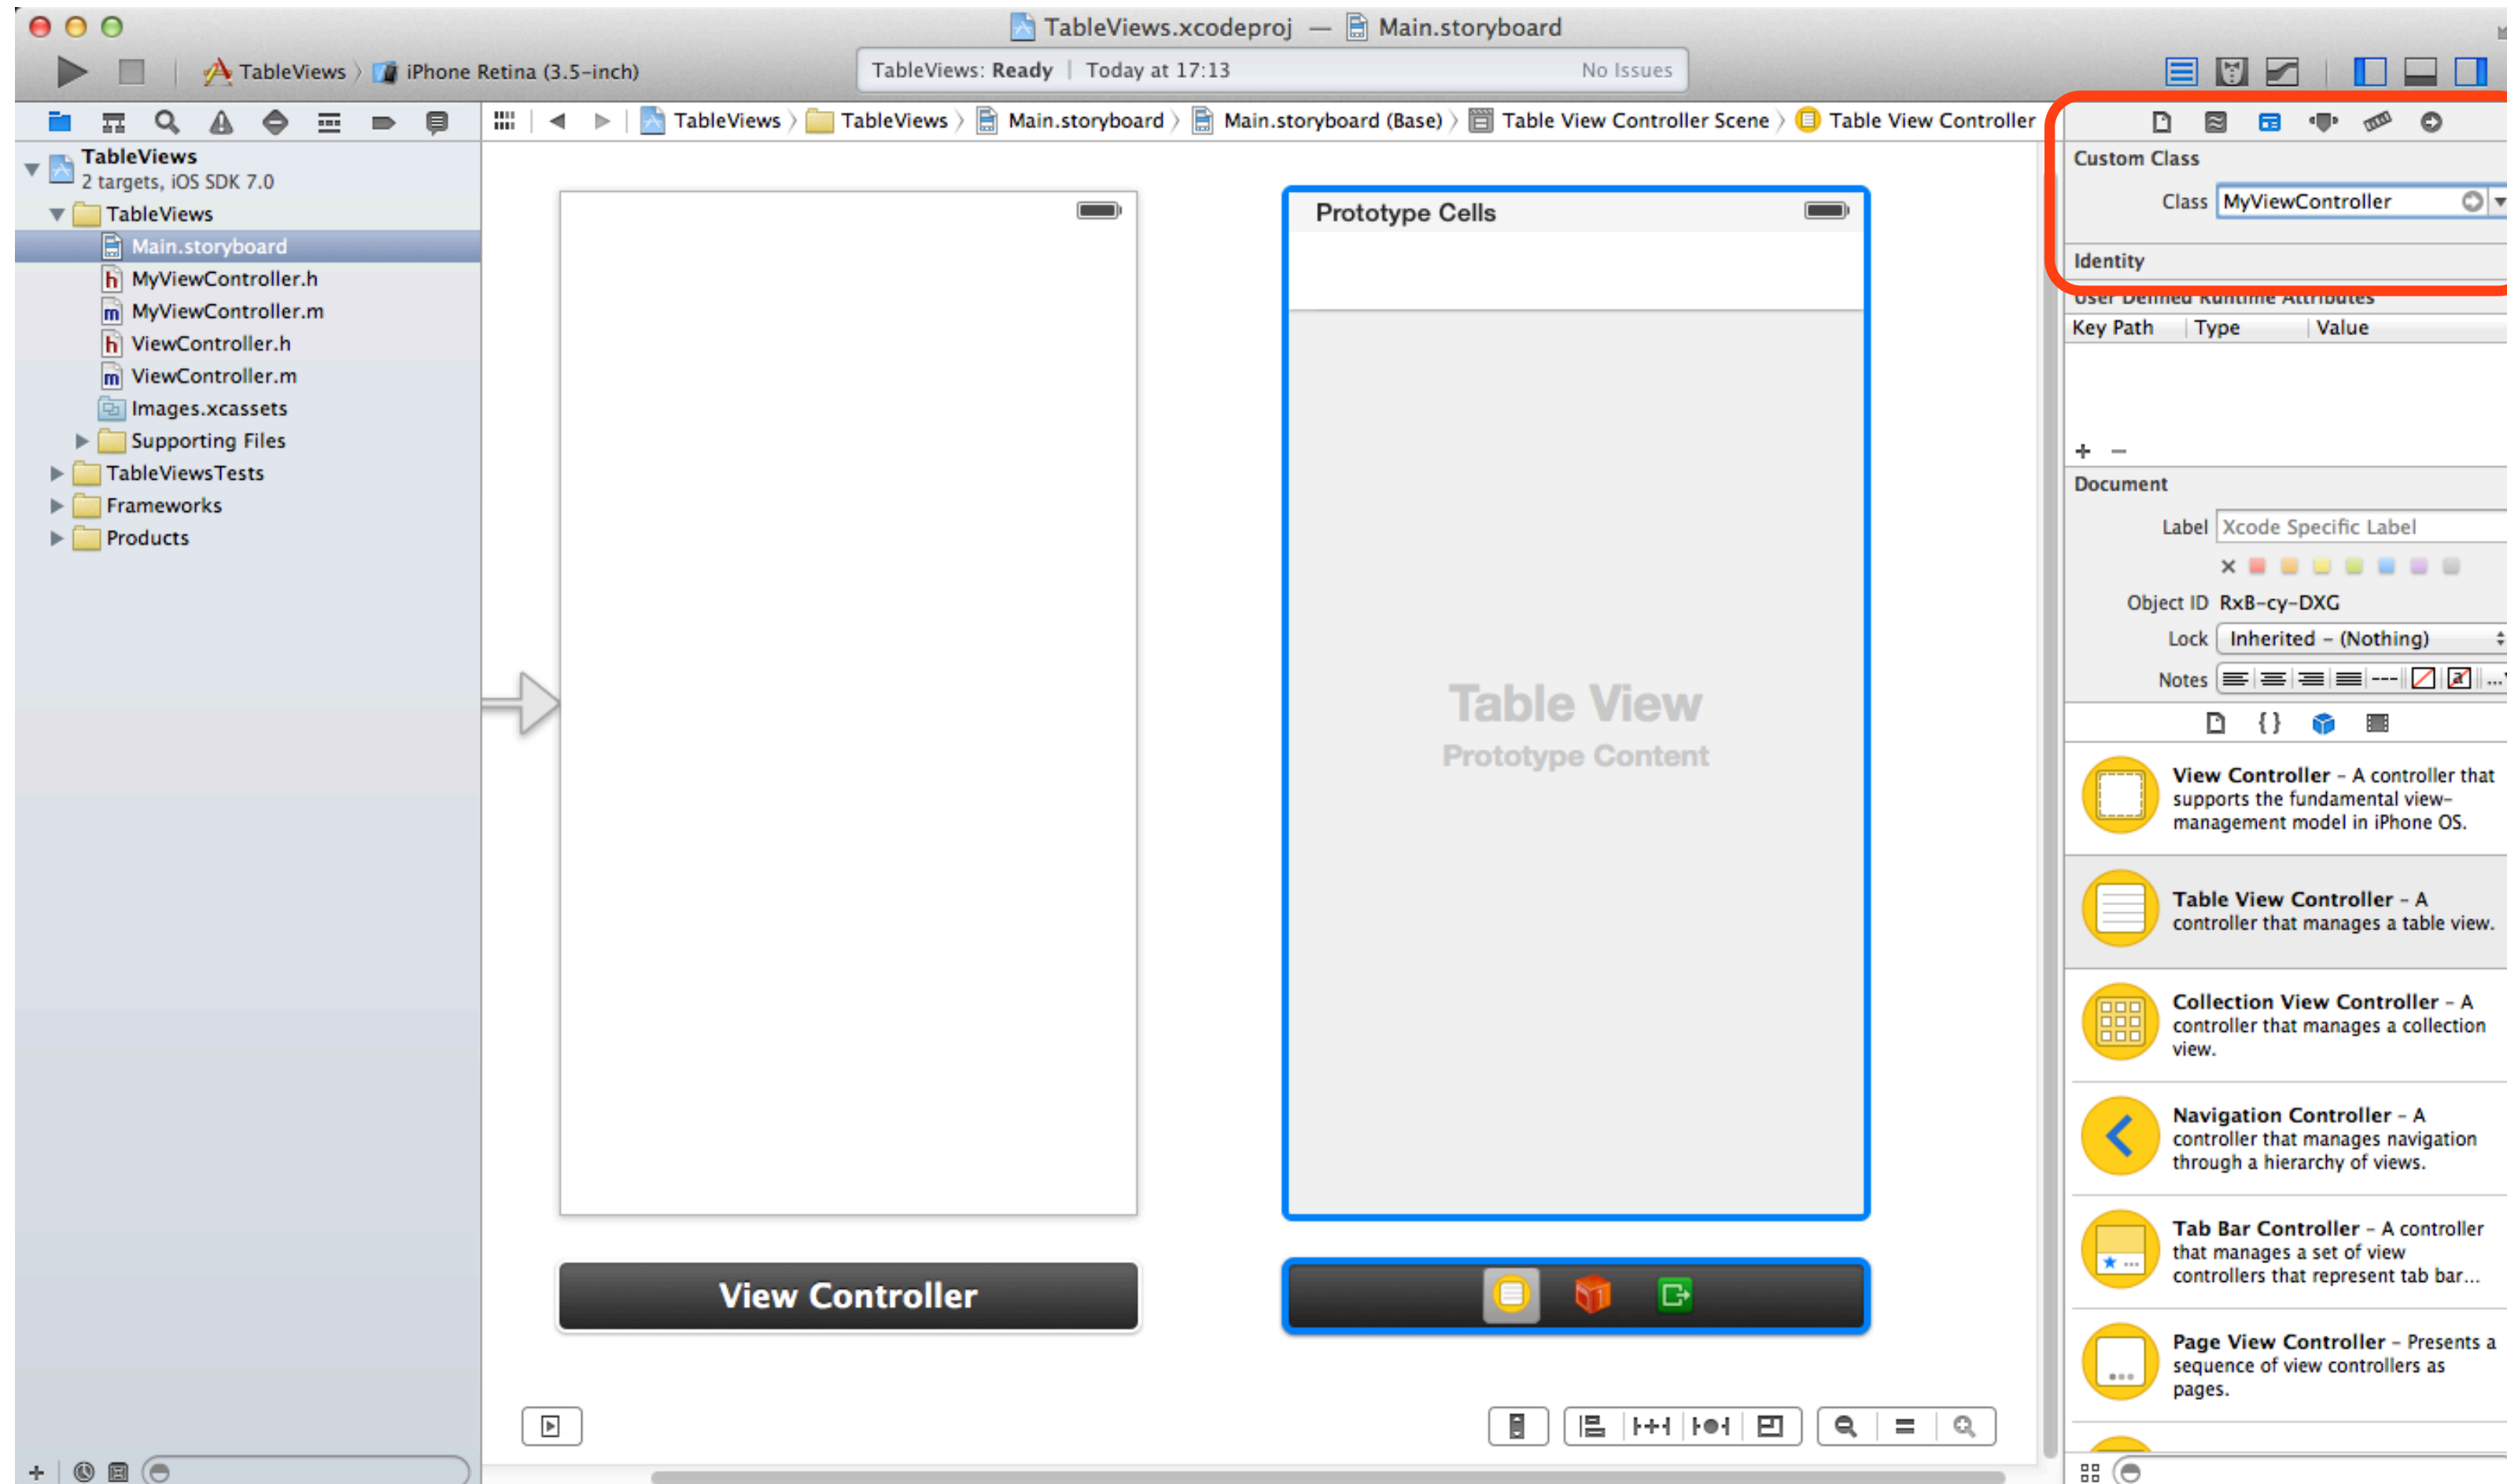 TableViews.xcodeproj — Main.storyboard
TableViews iPhone Retina (3.5-inch)
TableViews: Ready | Today at 17:13 No Issues
TableViews TableViews Main.storyboard Main.storyboard (Base) Table View Controller Scene Table View Controller
TableViews
2 targets, iOS SDK 7.0
TableViews
Main.storyboard
MyViewController.h
MyViewController.m
ViewController.h
ViewController.m
Images.xcassets
Supporting Files
TableViewsTests
Frameworks
Products
Prototype Cells
Table View
Prototype Content
View Controller
Custom Class
Class MyViewController
Identity
User Defined Runtime Attributes
Key Path Type Value
+ −
Document
Label Xcode Specific Label
Object ID RxB-cy-DXG
Lock Inherited - (Nothing)
Notes
View Controller - A controller that
supports the fundamental view-
management model in iPhone OS.
Table View Controller - A
controller that manages a table view.
Collection View Controller - A
controller that manages a collection
view.
Navigation Controller - A
controller that manages navigation
through a hierarchy of views.
Tab Bar Controller - A controller
that manages a set of view
controllers that represent tab bar...
Page View Controller - Presents a
sequence of view controllers as
pages.